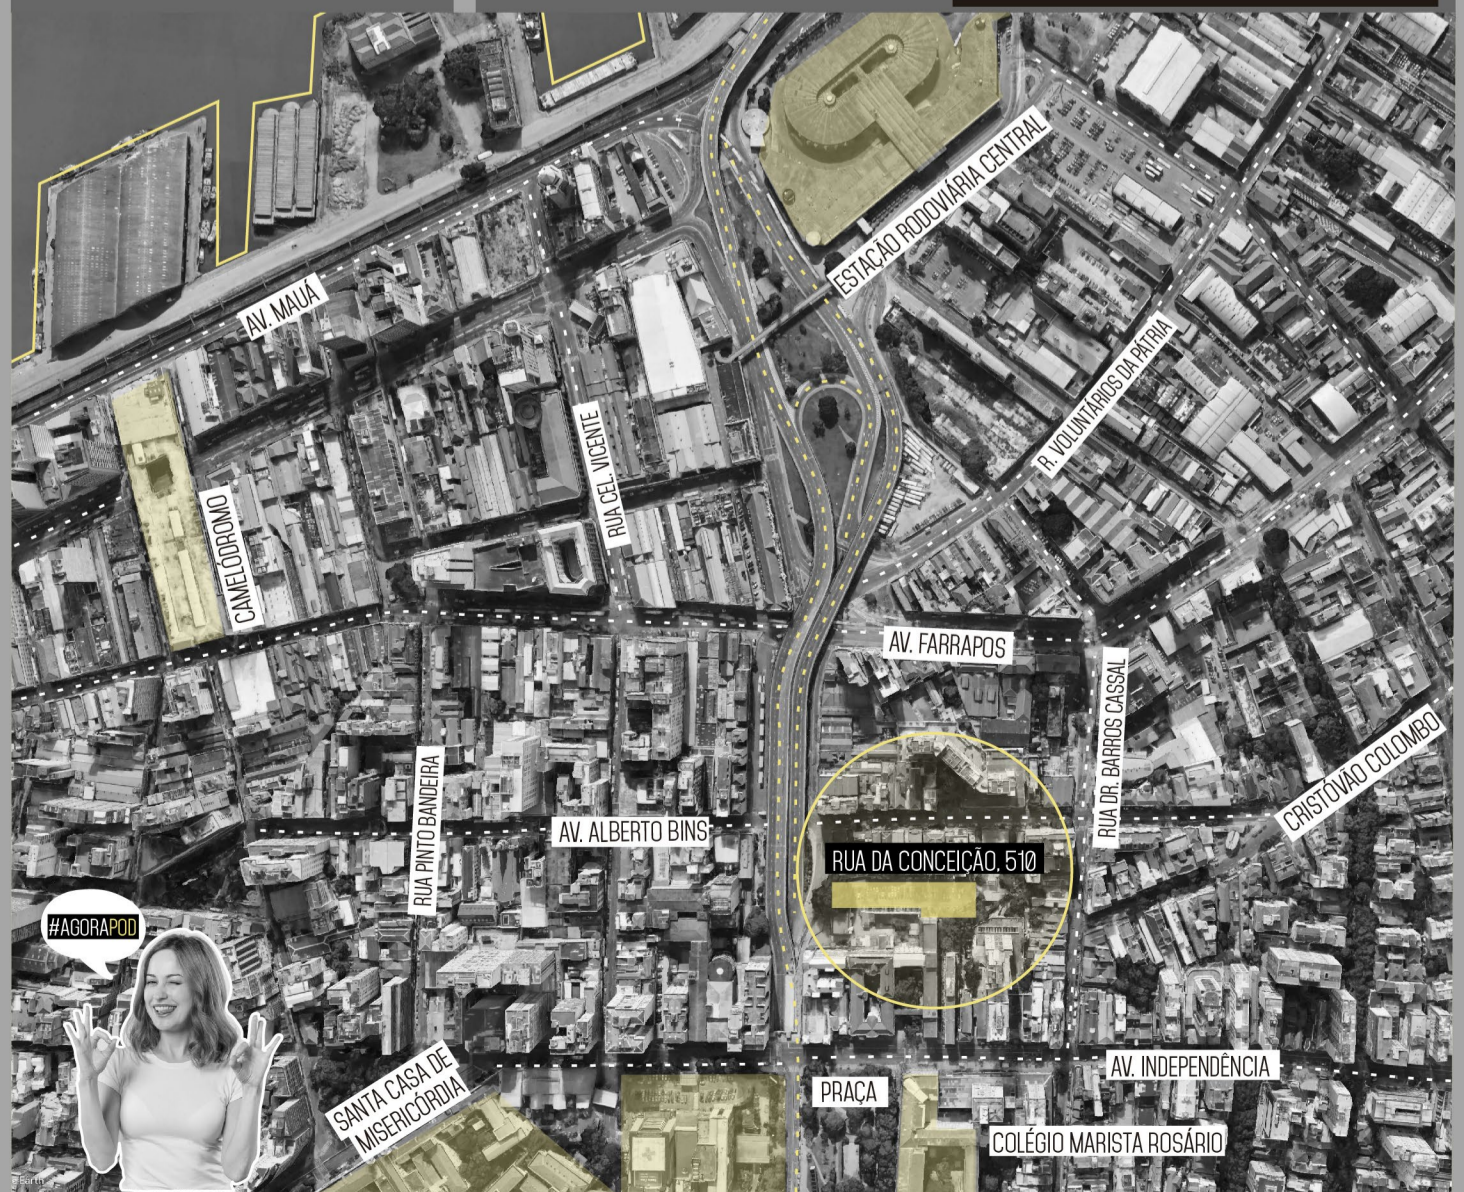 ESTAÇÃO RODOVIÁRIA CENTRAL
AV. MAUÁ
R. VOLUNTÁRIOS DA PÁTRIA
RUA CEL. VICENTE
CAMELÓDROMO
AV. FARRAPOS
RUA DR. BARROS CASSAL
CRISTÓVÃO COLOMBO
RUA PINTO BANDEIRA
AV. ALBERTO BINS
RUA DA CONCEIÇÃO, 510
#AGORAPOD
SANTA CASA DE
MISERICÓRDIA
PRAÇA
AV. INDEPENDÊNCIA
COLÉGIO MARISTA ROSÁRIO
Earth